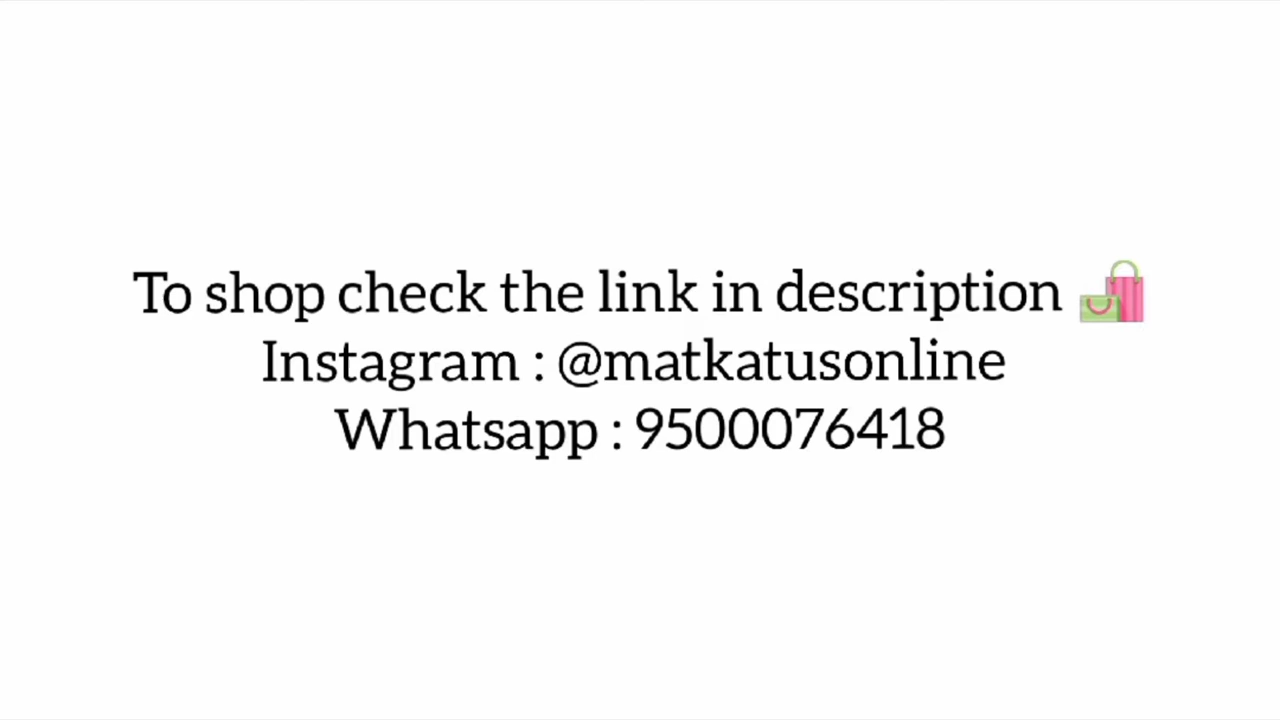 To shop check the link in description 🛍️
Instagram : @matkatusonline
Whatsapp : 9500076418